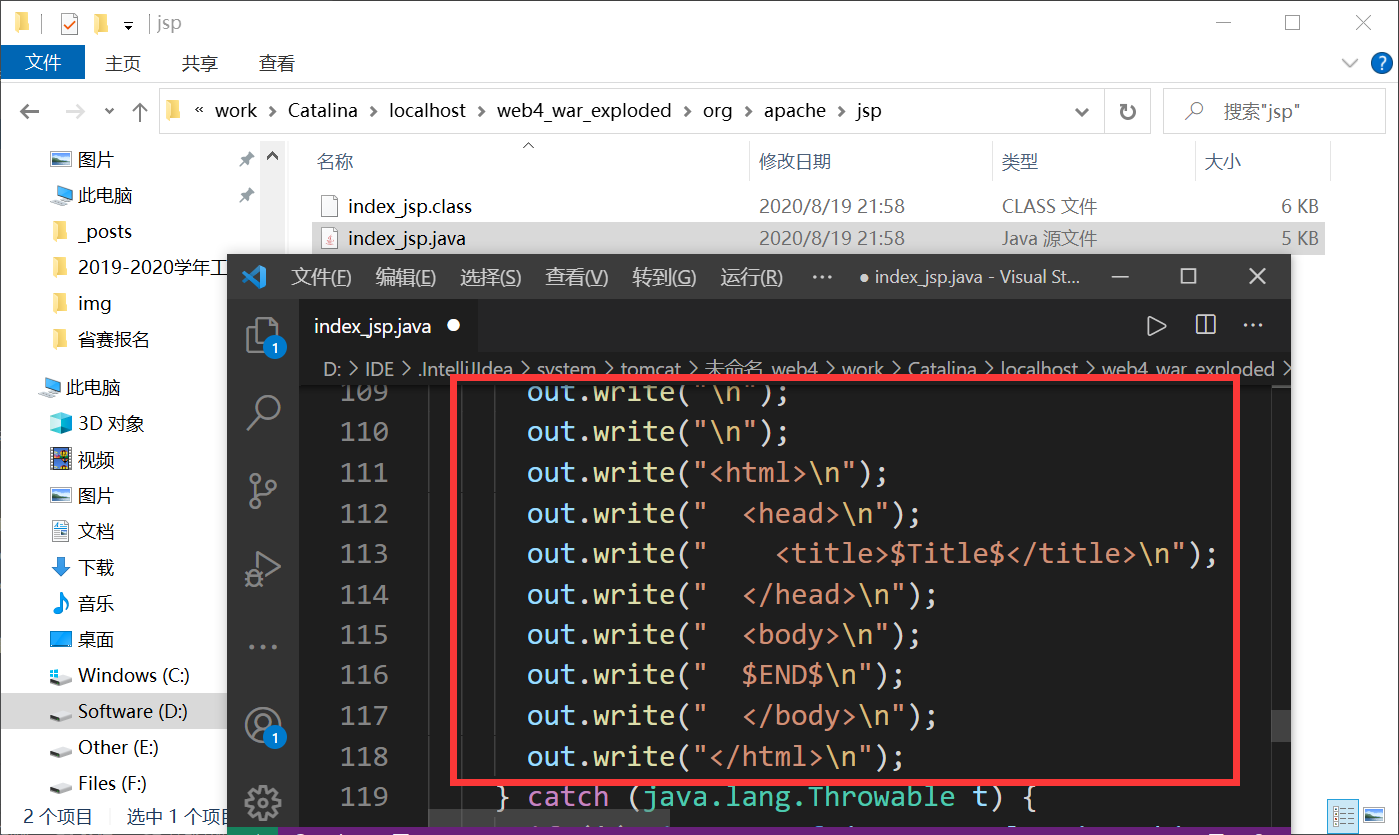 jsp
文件 主页 共享 查看
« work > Catalina > localhost > web4_war_exploded > org > apache > jsp
搜索"jsp"
名称 修改日期 类型 大小
index_jsp.class 2020/8/19 21:58 CLASS 文件 6 KB
index_jsp.java 2020/8/19 21:58 Java 源文件 5 KB
图片
此电脑
_posts
2019-2020学年工
img
省赛报名
此电脑
3D 对象
视频
图片
文档
下载
音乐
桌面
Windows (C:)
Software (D:)
Other (E:)
Files (F:)
2 个项目 选中 1 个项目
文件(F) 编辑(E) 选择(S) 查看(V) 转到(G) 运行(R) ··· ● index_jsp.java - Visual St...
1
index_jsp.java ●
D: > IDE > .IntelliJIdea > system > tomcat > 未命名_web4 > work > Catalina > localhost > web4_war_exploded >
109 out.write("\n");
110 out.write("\n");
111 out.write("<html>\n");
112 out.write("  <head>\n");
113 out.write("    <title>$Title$</title>\n");
114 out.write("  </head>\n");
115 out.write("  <body>\n");
116 out.write("  $END$\n");
117 out.write("  </body>\n");
118 out.write("</html>\n");
119 } catch (java.lang.Throwable t) {
1